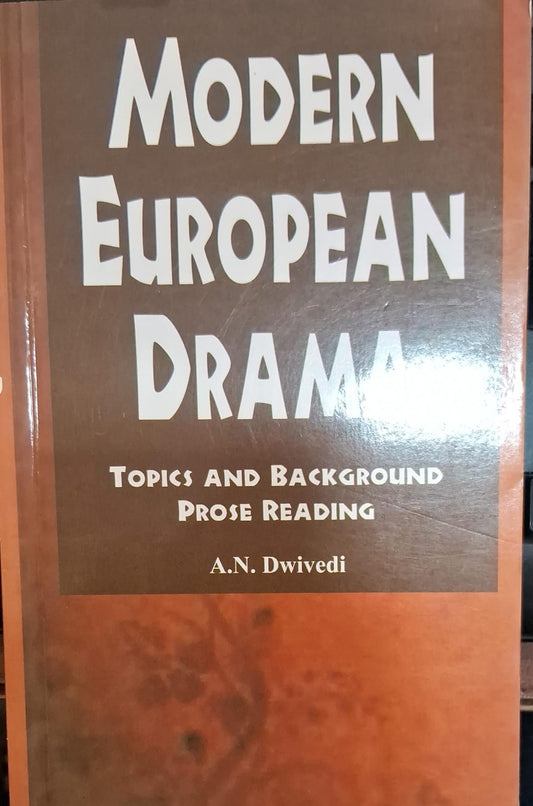 MODERN
EUROPEAN
DRAMA
TOPICS AND BACKGROUND
PROSE READING
A.N. Dwivedi